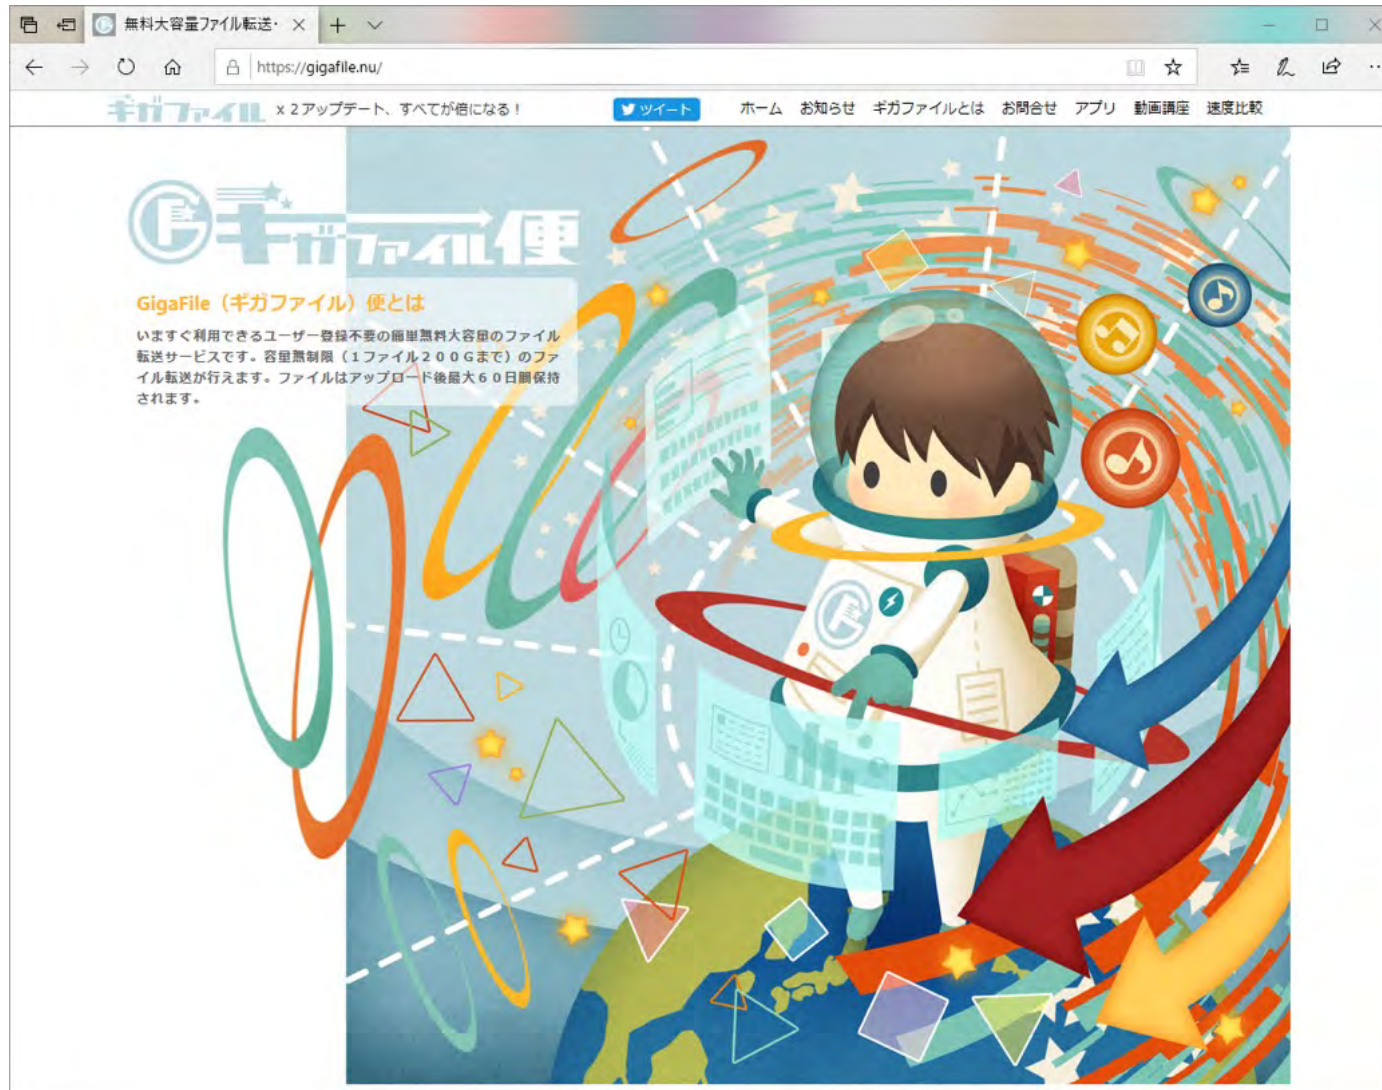 無料大容量ファイル転送・
https://gigafile.nu/
ギガファイル x2アップデート、すべてが倍になる！ ツイート ホーム お知らせ ギガファイルとは お問合せ アプリ 動画講座 速度比較
ギガファイル便
GigaFile（ギガファイル）便とは
いますぐ利用できるユーザー登録不要の簡単無料大容量のファイル
転送サービスです。容量無制限（１ファイル２００Ｇまで）のファ
イル転送が行えます。ファイルはアップロード後最大６０日間保持
されます。